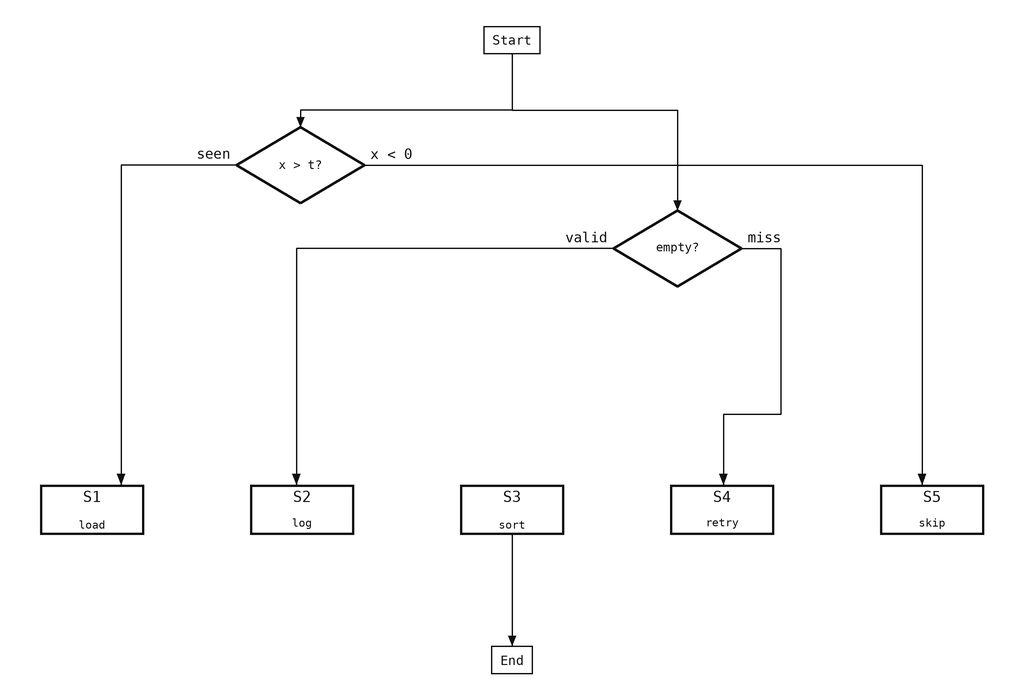 Start
seen
x > t?
x < 0
valid
empty?
miss
S1
load
S2
log
S3
sort
S4
retry
S5
skip
End